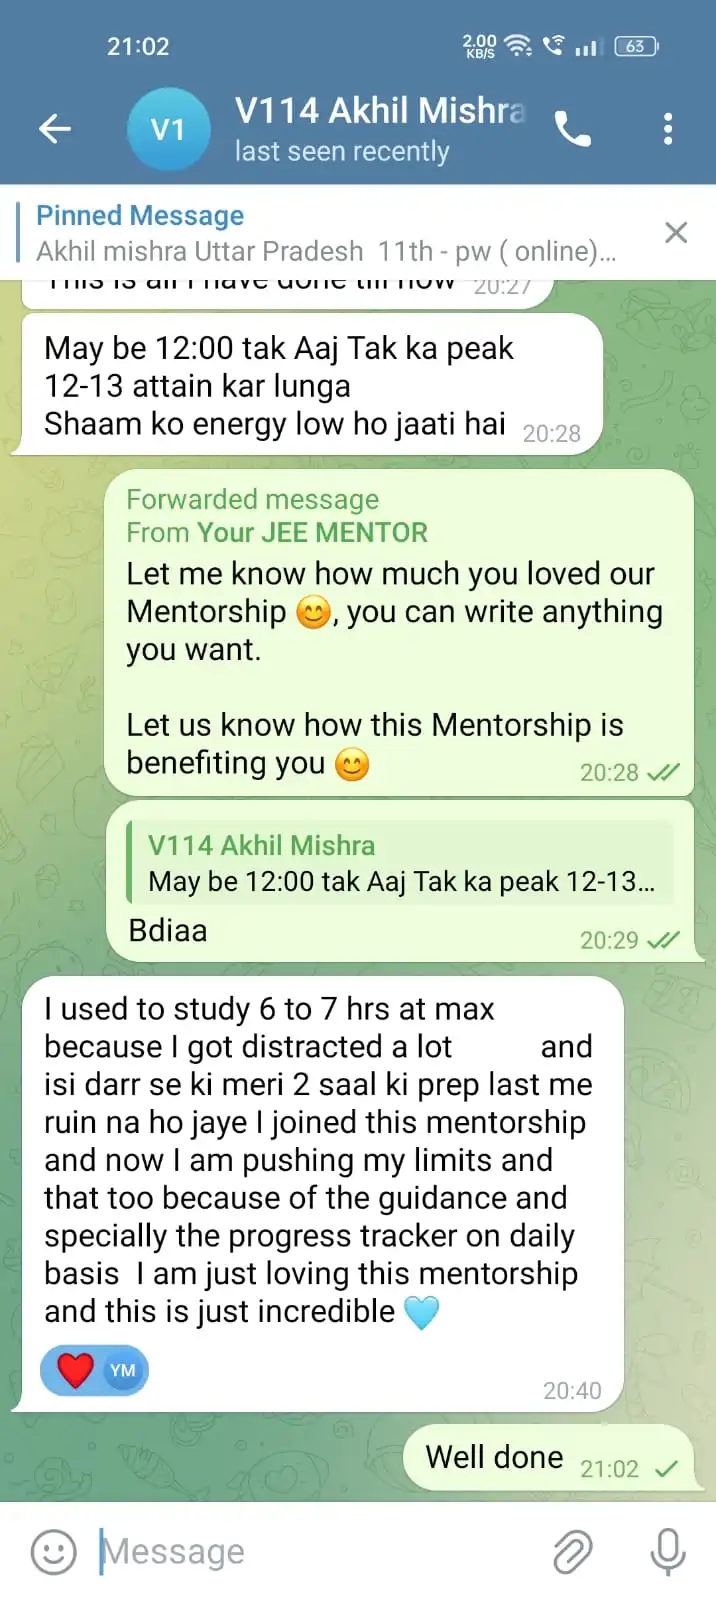 21:02
2.00
KB/S
63
V1
V114 Akhil Mishra
last seen recently
Pinned Message
Akhil mishra Uttar Pradesh  11th - pw ( online)...
This is all I have done till now 20:27
May be 12:00 tak Aaj Tak ka peak
12-13 attain kar lunga
Shaam ko energy low ho jaati hai 20:28
Forwarded message
From Your JEE MENTOR
Let me know how much you loved our
Mentorship 😊, you can write anything
you want.
Let us know how this Mentorship is
benefiting you 😊 20:28
V114 Akhil Mishra
May be 12:00 tak Aaj Tak ka peak 12-13...
Bdiaa 20:29
I used to study 6 to 7 hrs at max
because I got distracted a lot and
isi darr se ki meri 2 saal ki prep last me
ruin na ho jaye I joined this mentorship
and now I am pushing my limits and
that too because of the guidance and
specially the progress tracker on daily
basis  I am just loving this mentorship
and this is just incredible 🩵
❤️ YM
20:40
Well done 21:02
Message